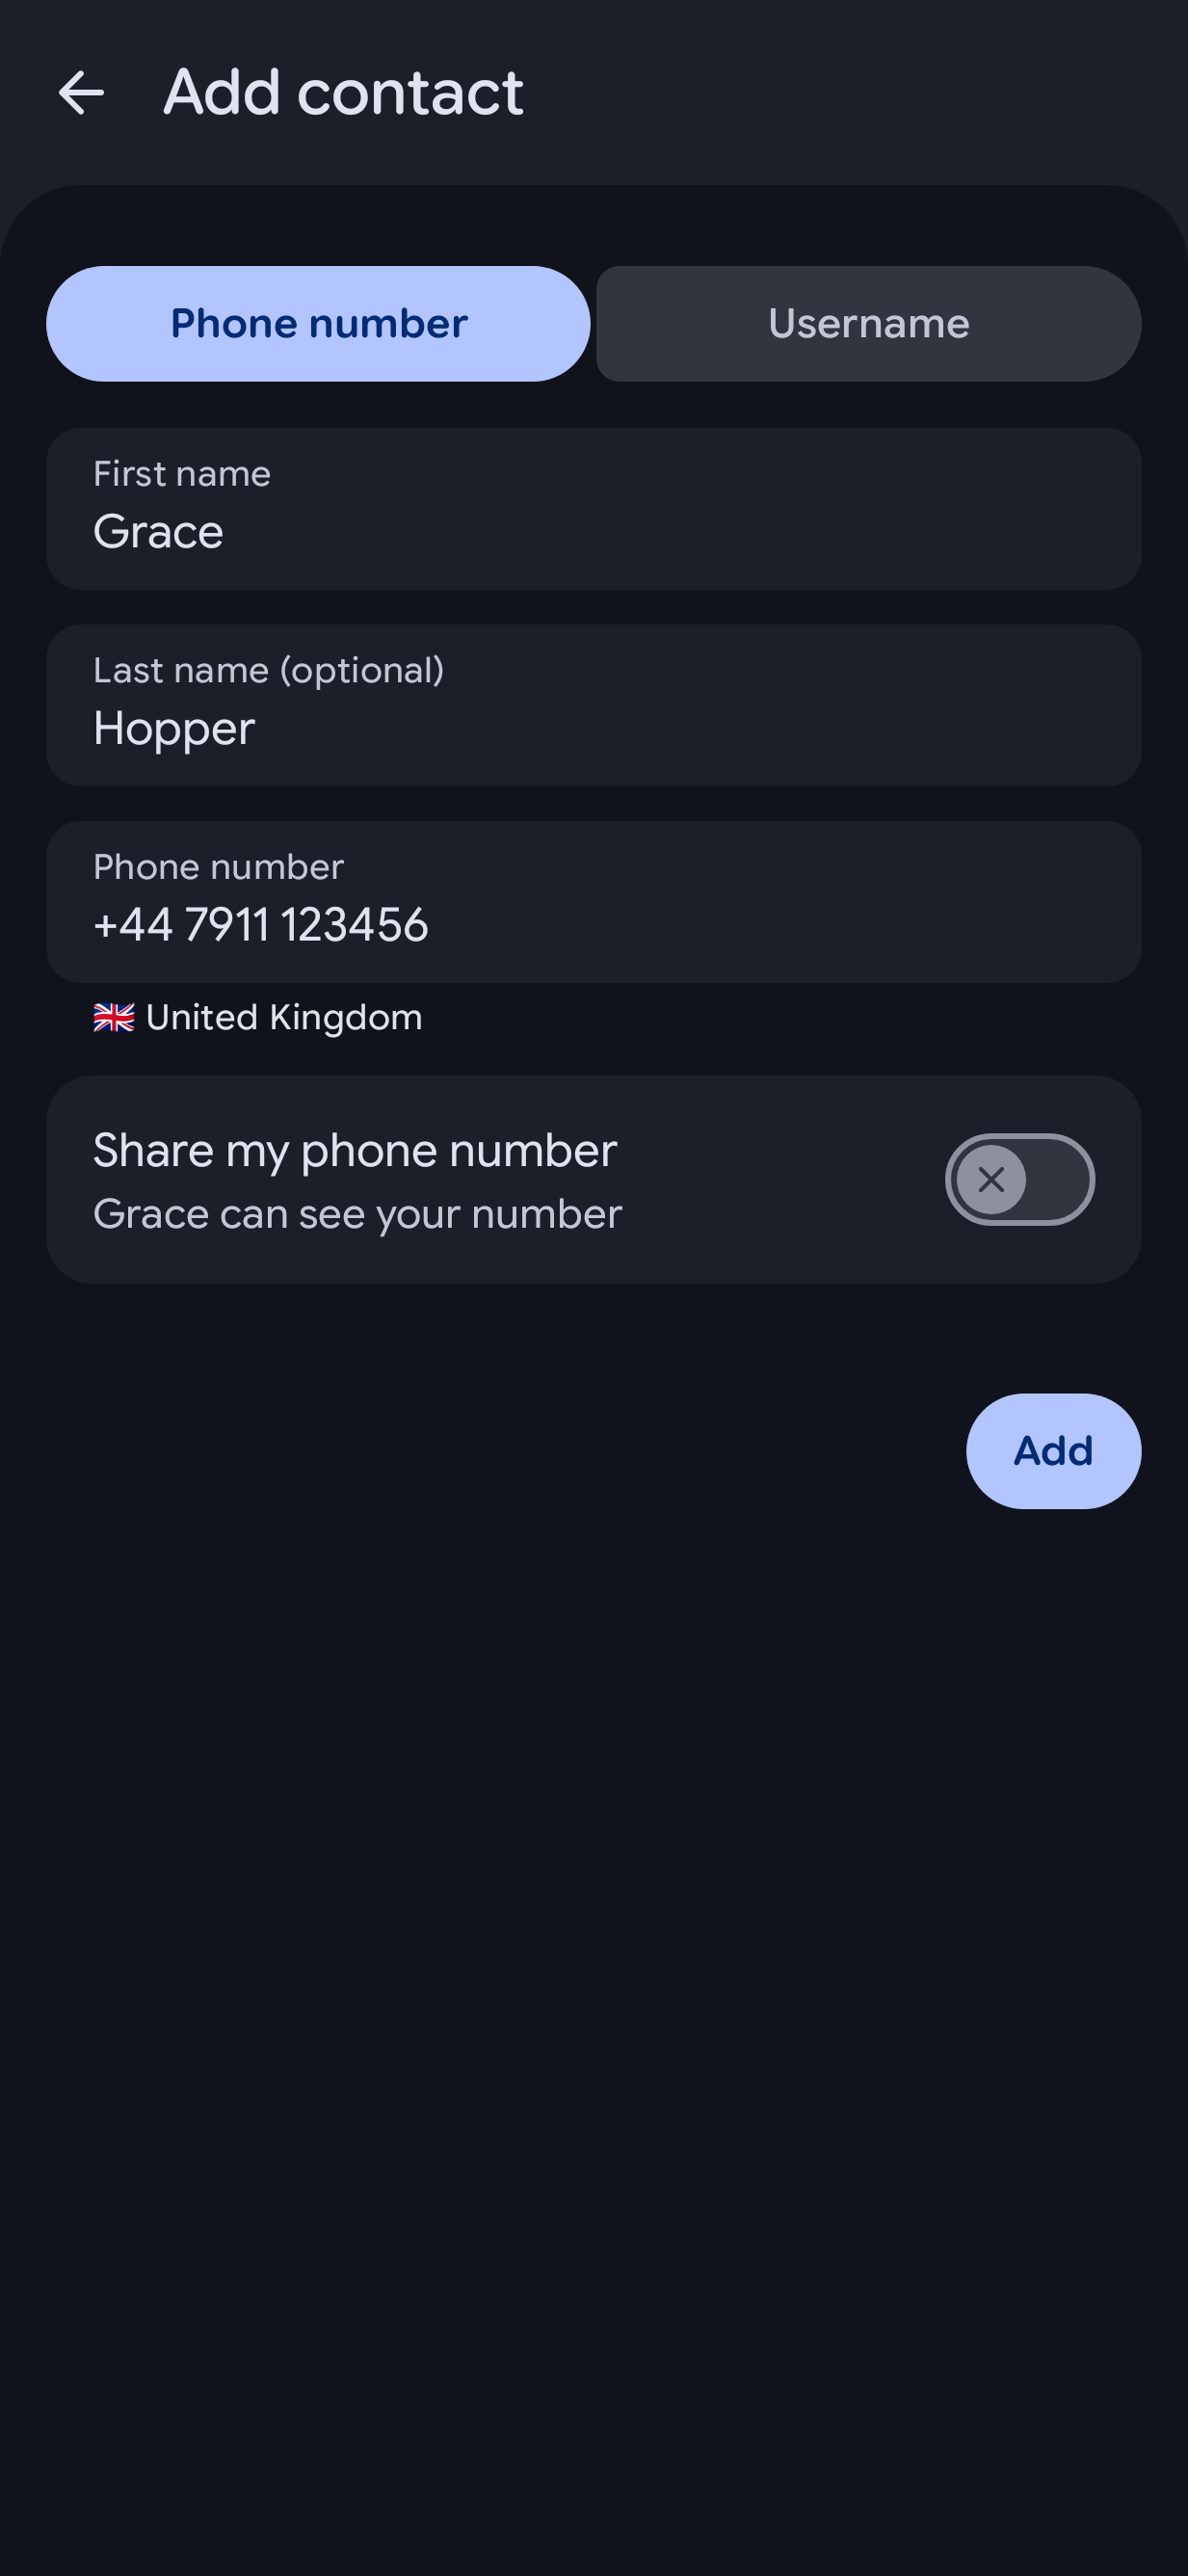 Add contact
Phone number
Username
First name
Grace
Last name (optional)
Hopper
Phone number
+44 7911 123456
🇬🇧 United Kingdom
Share my phone number
Grace can see your number
Add